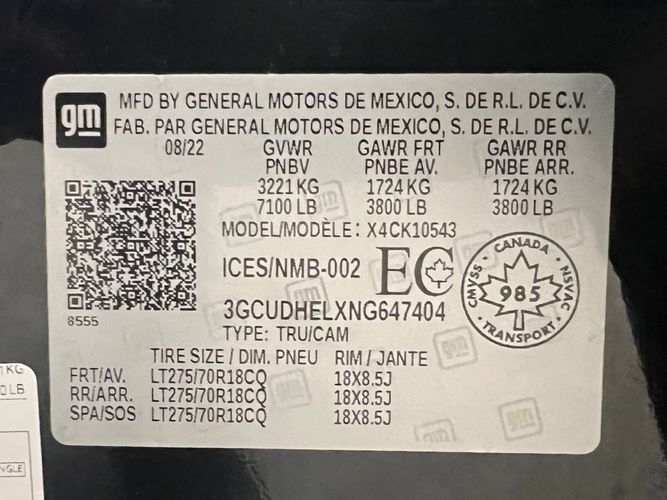 gm
MFD BY GENERAL MOTORS DE MEXICO, S. DE R.L. DE C.V.
FAB. PAR GENERAL MOTORS DE MEXICO, S. DE R.L. DE C.V.
08/22 GVWR GAWR FRT GAWR RR
PNBV PNBE AV. PNBE ARR.
3221 KG 1724 KG 1724 KG
7100 LB 3800 LB 3800 LB
MODEL/MODÈLE: X4CK10543
ICES/NMB-002 EC
CANADA
CMVSS · NSVAC
985
TRANSPORT
3GCUDHELXNG647404
8555
TYPE: TRU/CAM
TIRE SIZE / DIM. PNEU RIM / JANTE
FRT/AV. LT275/70R18CQ 18X8.5J
RR/ARR. LT275/70R18CQ 18X8.5J
SPA/SOS LT275/70R18CQ 18X8.5J
KG
LB